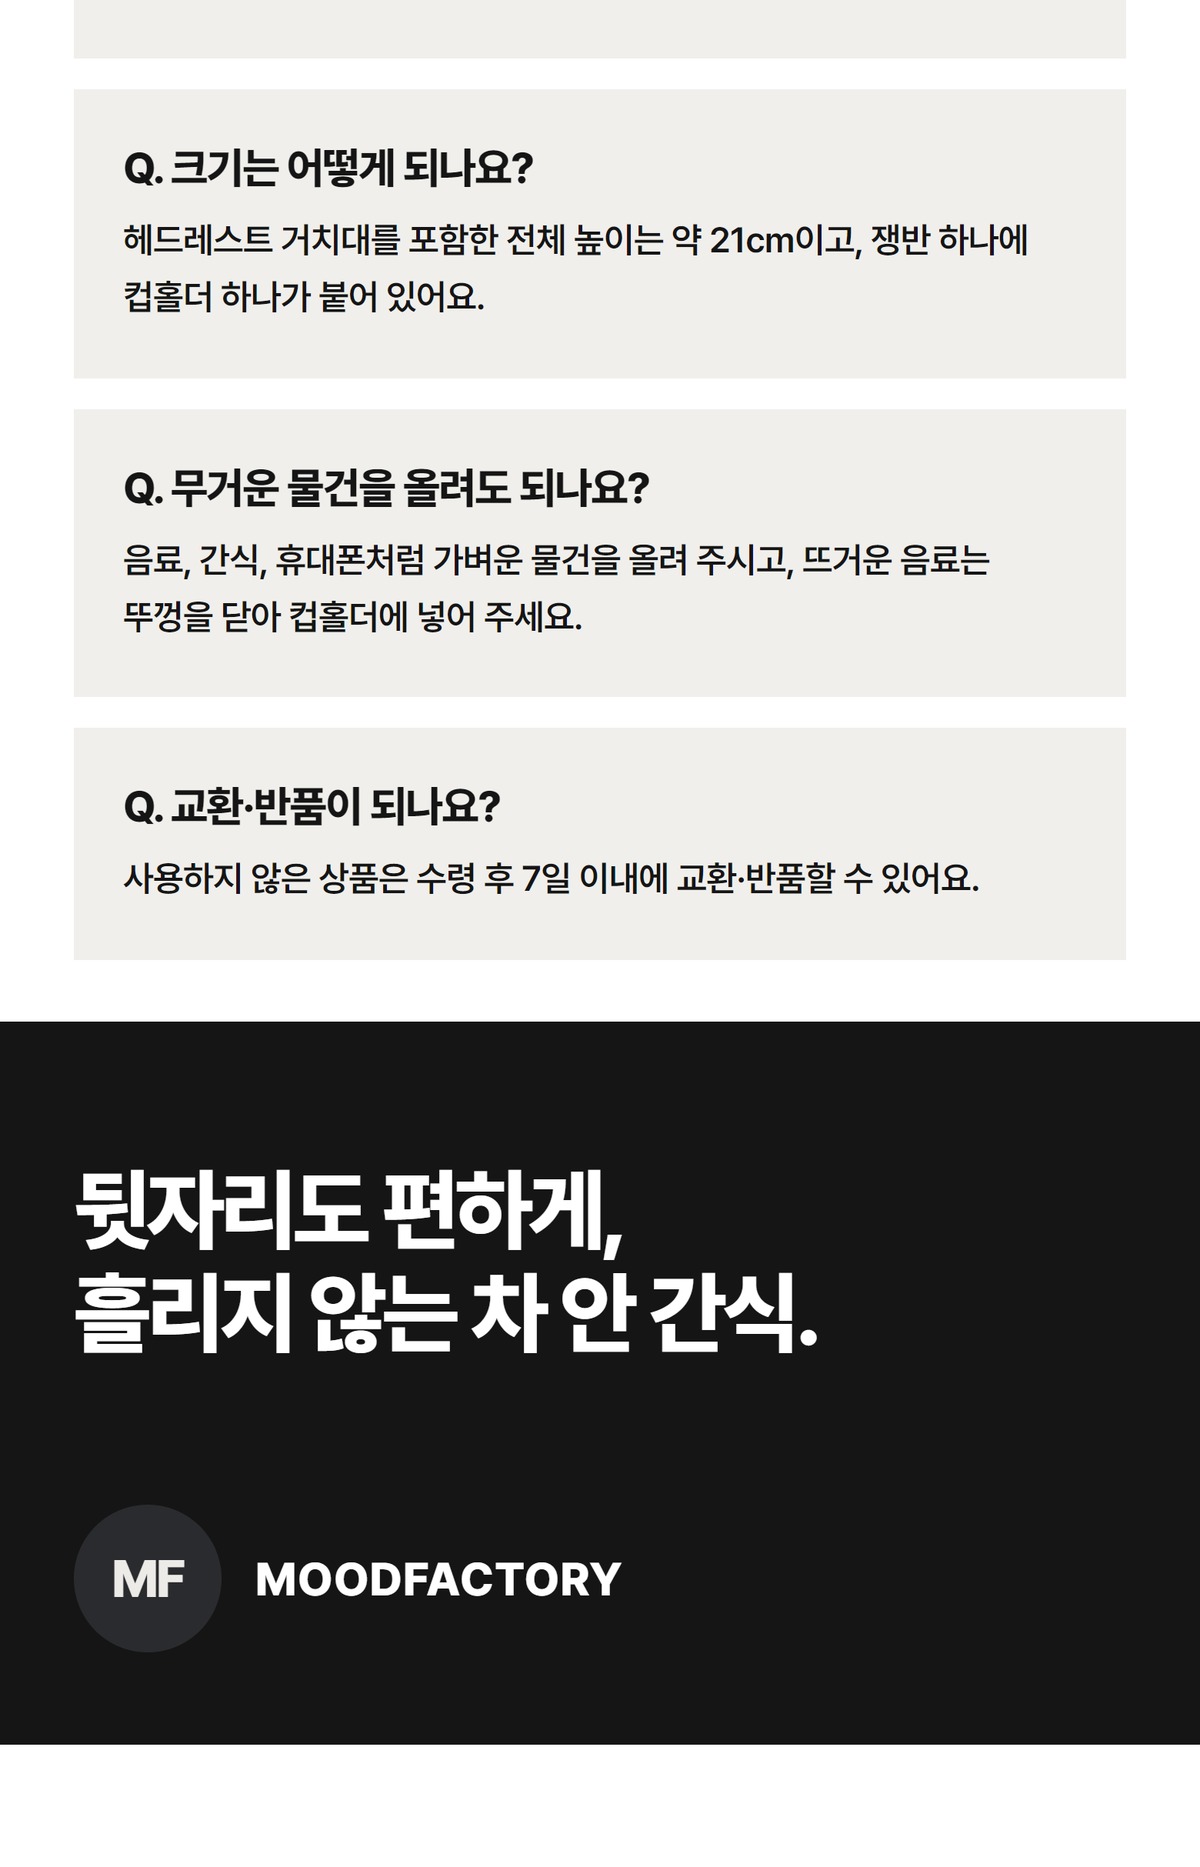 Q. 크기는 어떻게 되나요?
헤드레스트 거치대를 포함한 전체 높이는 약 21cm이고, 쟁반 하나에
컵홀더 하나가 붙어 있어요.
Q. 무거운 물건을 올려도 되나요?
음료, 간식, 휴대폰처럼 가벼운 물건을 올려 주시고, 뜨거운 음료는
뚜껑을 닫아 컵홀더에 넣어 주세요.
Q. 교환·반품이 되나요?
사용하지 않은 상품은 수령 후 7일 이내에 교환·반품할 수 있어요.
뒷자리도 편하게,
흘리지 않는 차 안 간식.
MF
MOODFACTORY